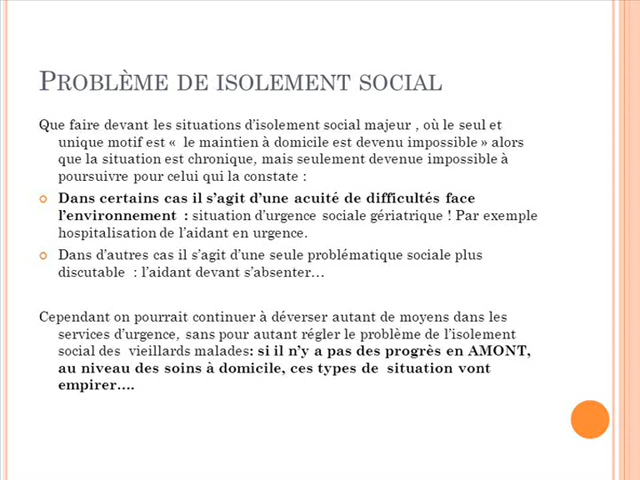 PROBLÈME DE ISOLEMENT SOCIAL
Que faire devant les situations d’isolement social majeur , où le seul et
unique motif est « le maintien à domicile est devenu impossible » alors
que la situation est chronique, mais seulement devenue impossible à
poursuivre pour celui qui la constate :
Dans certains cas il s’agit d’une acuité de difficultés face
l’environnement : situation d’urgence sociale gériatrique ! Par exemple
hospitalisation de l’aidant en urgence.
Dans d’autres cas il s’agit d’une seule problématique sociale plus
discutable : l’aidant devant s’absenter…
Cependant on pourrait continuer à déverser autant de moyens dans les
services d’urgence, sans pour autant régler le problème de l’isolement
social des vieillards malades: si il n’y a pas des progrès en AMONT,
au niveau des soins à domicile, ces types de situation vont
empirer….